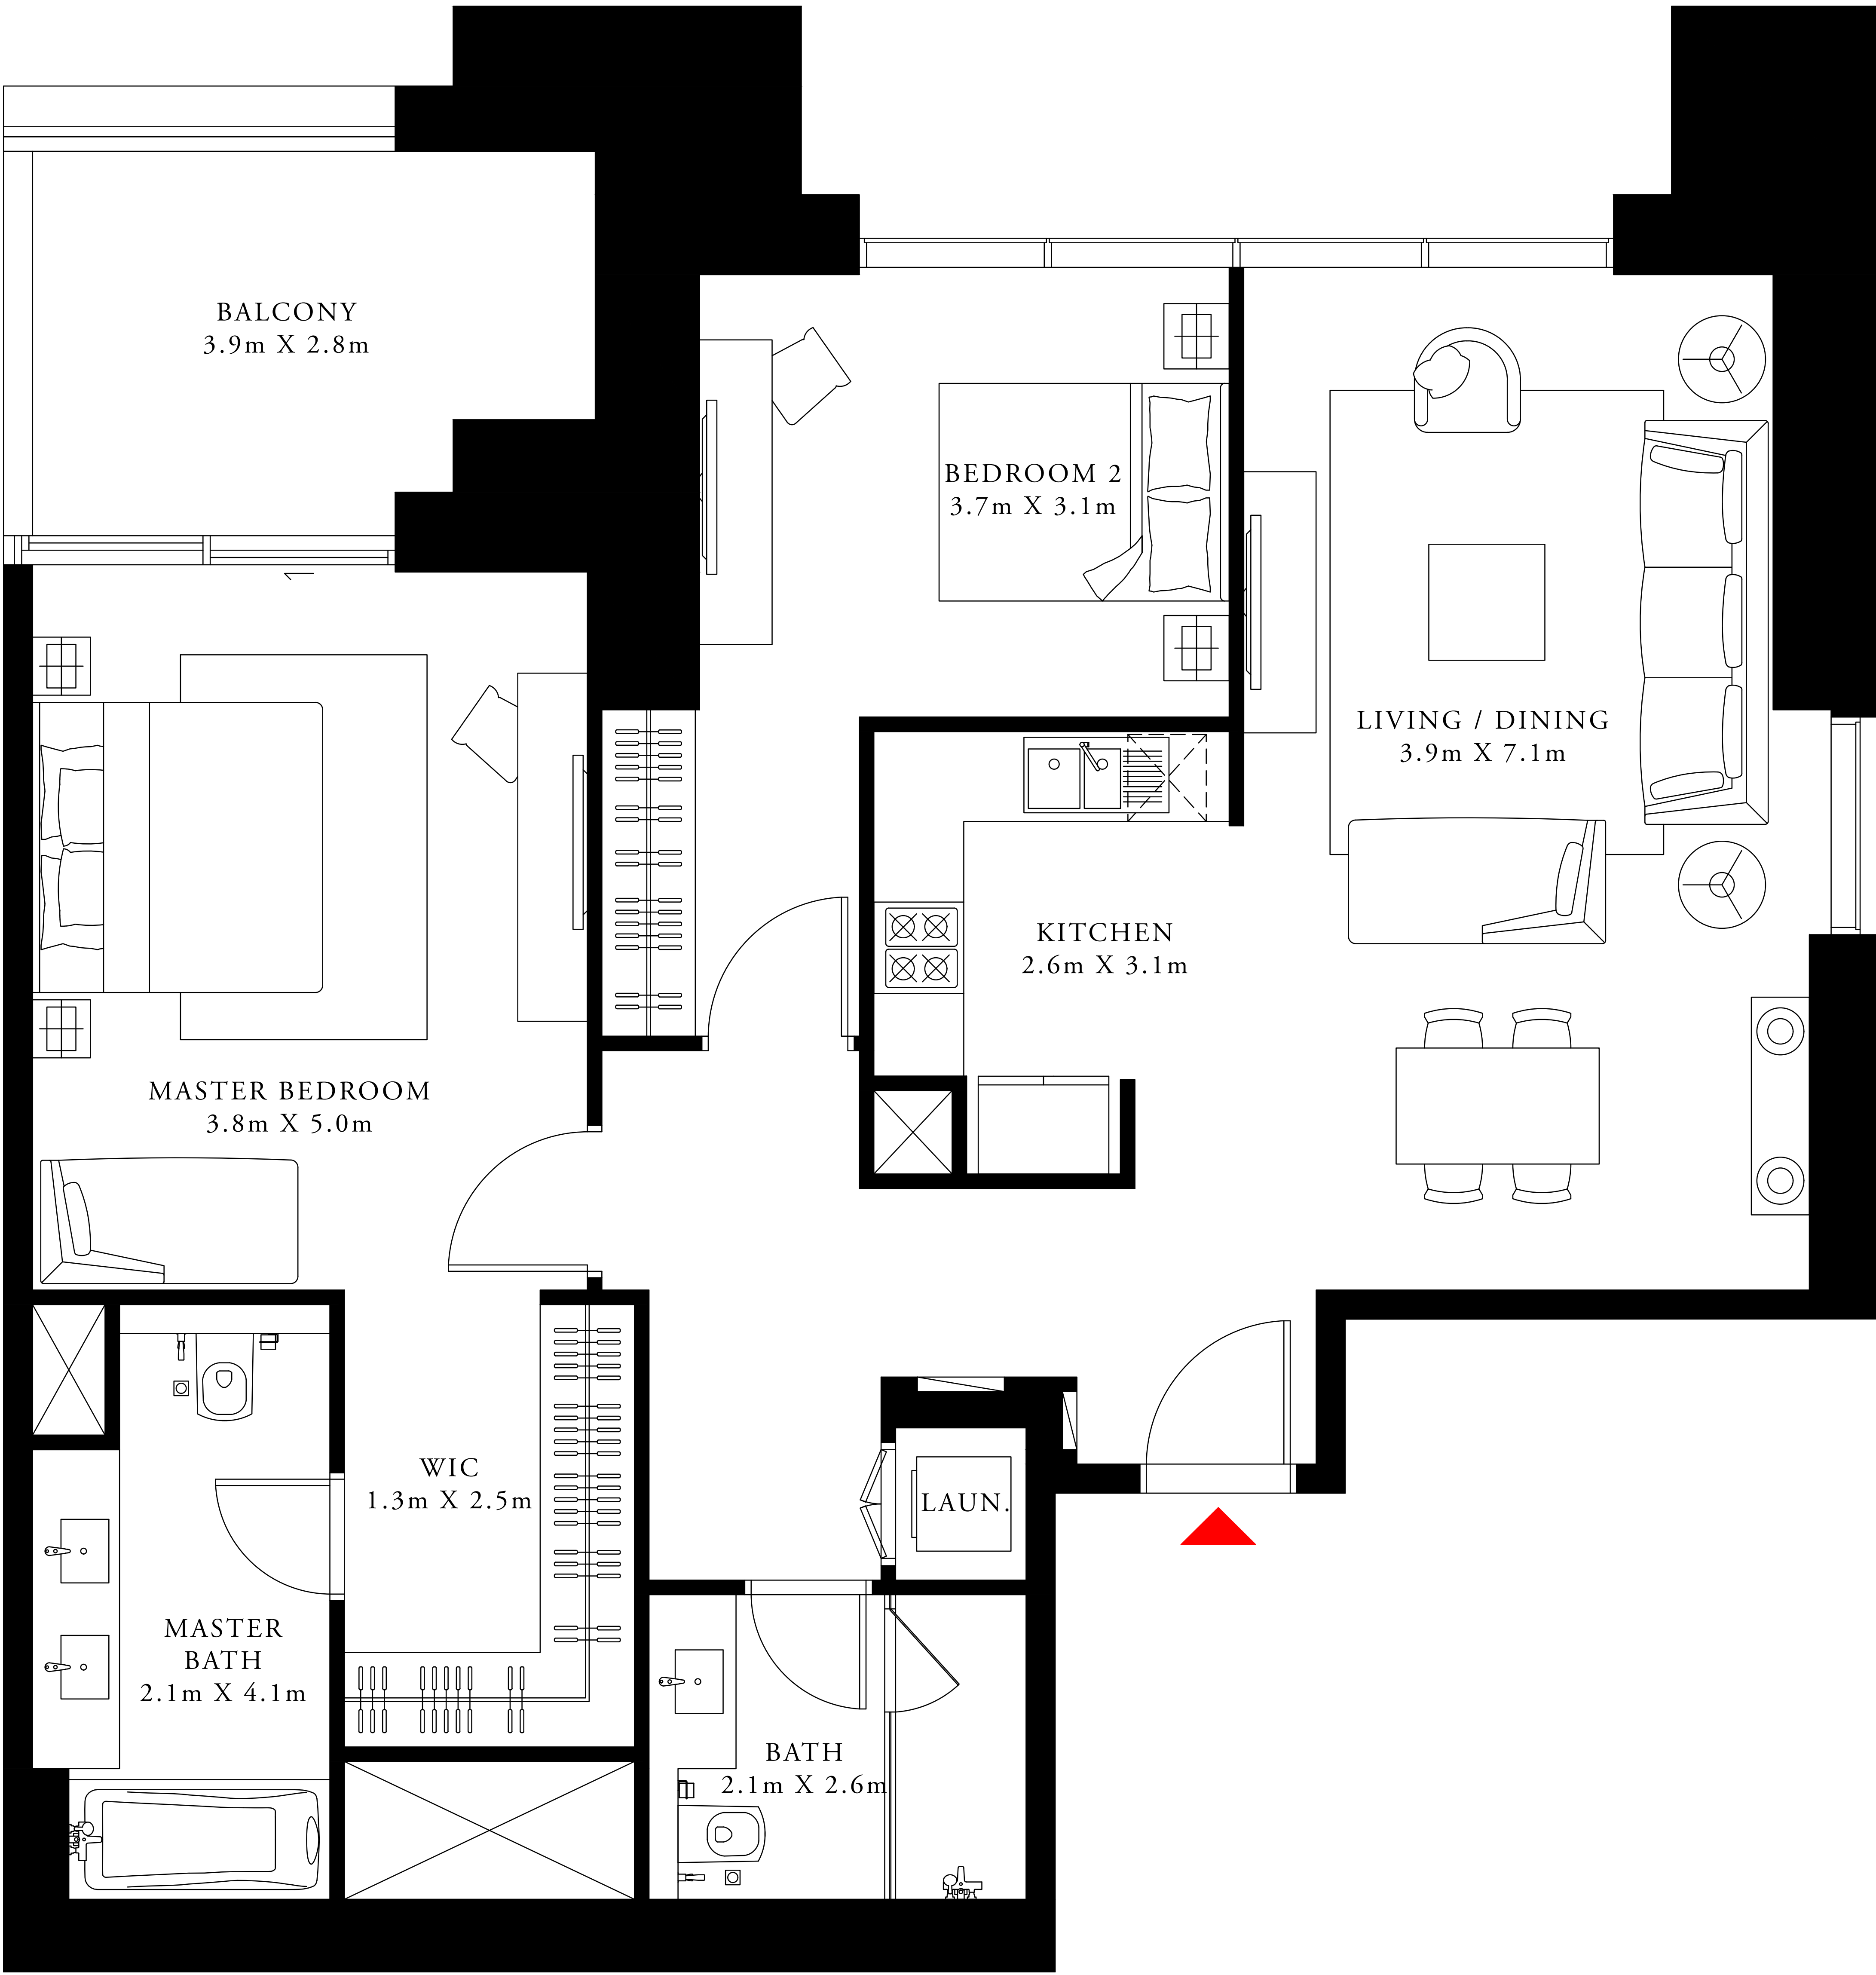 BALCONY
3.9m X 2.8m
BEDROOM 2
3.7m X 3.1m
LIVING / DINING
3.9m X 7.1m
KITCHEN
2.6m X 3.1m
MASTER BEDROOM
3.8m X 5.0m
WIC
1.3m X 2.5m
LAUN.
MASTER
BATH
2.1m X 4.1m
BATH
2.1m X 2.6m